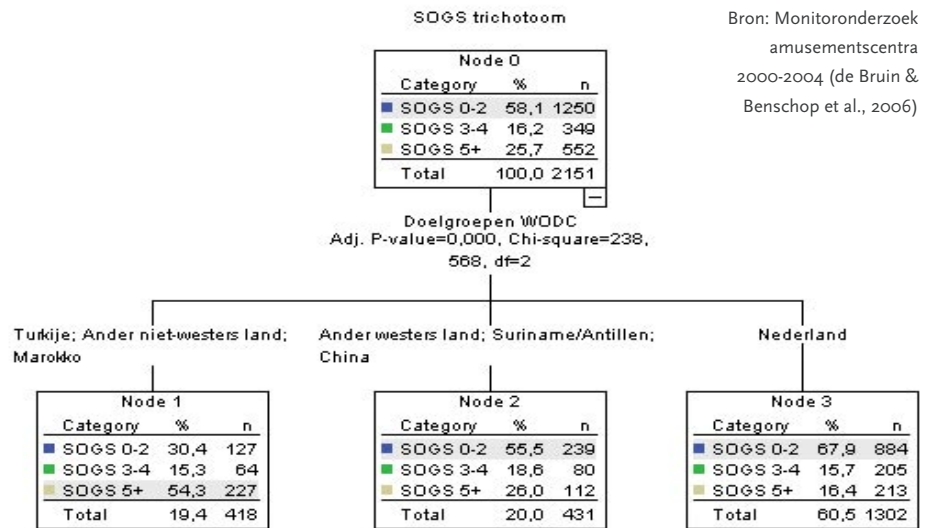 SOGS trichotoom
Bron: Monitoronderzoek
amusementscentra
2000-2004 (de Bruin &
Benschop et al., 2006)
Node 0
Category % n
SOGS 0-2 58,1 1250
SOGS 3-4 16,2 349
SOGS 5+ 25,7 552
Total 100,0 2151
Doelgroepen WODC
Adj. P-value=0,000, Chi-square=238,
568, df=2
Turkije; Ander niet-westers land;
Marokko
Node 1
Category % n
SOGS 0-2 30,4 127
SOGS 3-4 15,3 64
SOGS 5+ 54,3 227
Total 19,4 418
Ander westers land; Suriname/Antillen;
China
Node 2
Category % n
SOGS 0-2 55,5 239
SOGS 3-4 18,6 80
SOGS 5+ 26,0 112
Total 20,0 431
Nederland
Node 3
Category % n
SOGS 0-2 67,9 884
SOGS 3-4 15,7 205
SOGS 5+ 16,4 213
Total 60,5 1302